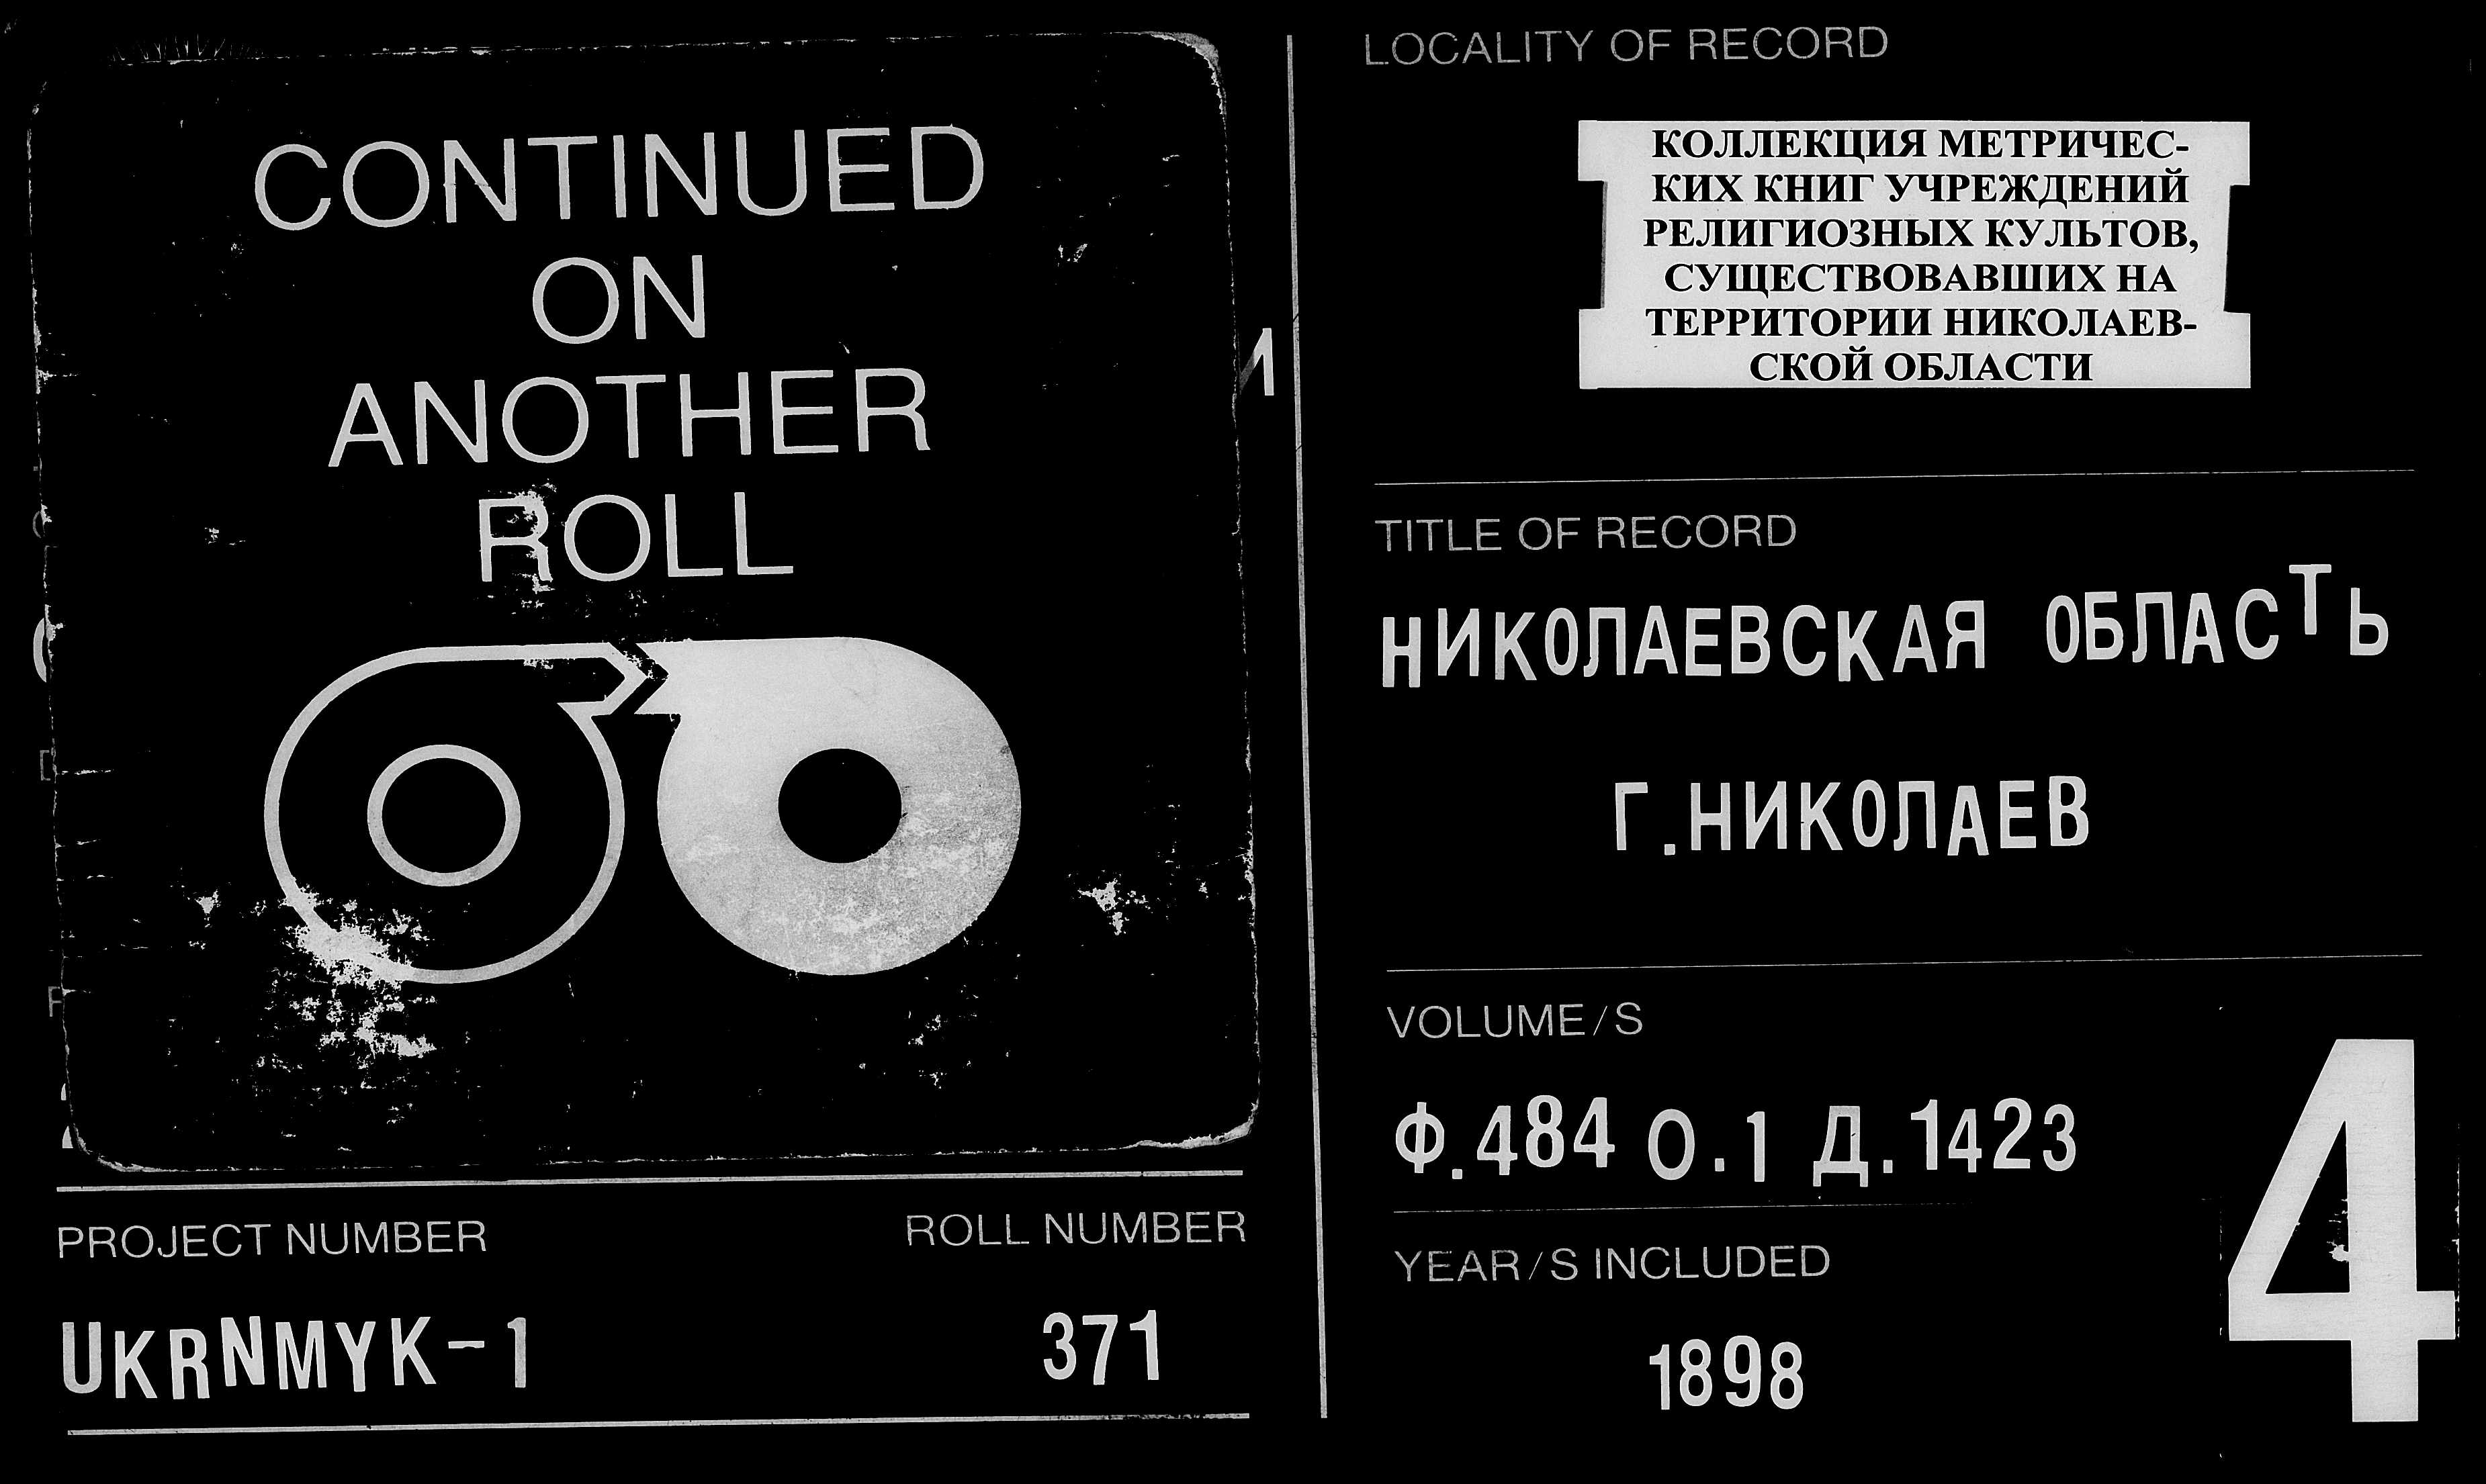 CONTINUED
ON
ANOTHER
ROLL
PROJECT NUMBER
ROLL NUMBER
UKRNMYK-1
371
LOCALITY OF RECORD
КОЛЛЕКЦИЯ МЕТРИЧЕС-
КИХ КНИГ УЧРЕЖДЕНИЙ
РЕЛИГИОЗНЫХ КУЛЬТОВ,
СУЩЕСТВОВАВШИХ НА
ТЕРРИТОРИИ НИКОЛАЕВ-
СКОЙ ОБЛАСТИ
TITLE OF RECORD
НИКОЛАЕВСКАЯ ОБЛАСТЬ
Г.НИКОЛАЕВ
VOLUME/S
Ф.484 О.1 Д.1423
YEAR/S INCLUDED
1898
4